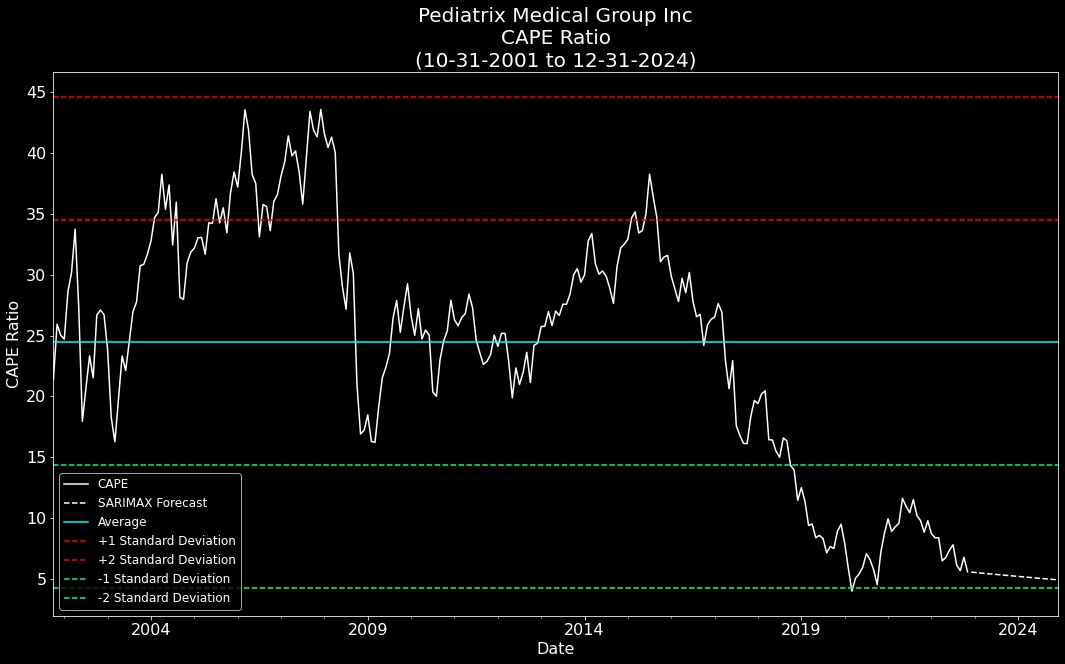 Pediatrix Medical Group Inc
CAPE Ratio
(10-31-2001 to 12-31-2024)
CAPE Ratio
45
40
35
30
25
20
15
10
5
CAPE
SARIMAX Forecast
Average
+1 Standard Deviation
+2 Standard Deviation
-1 Standard Deviation
-2 Standard Deviation
2004
2009
2014
2019
2024
Date